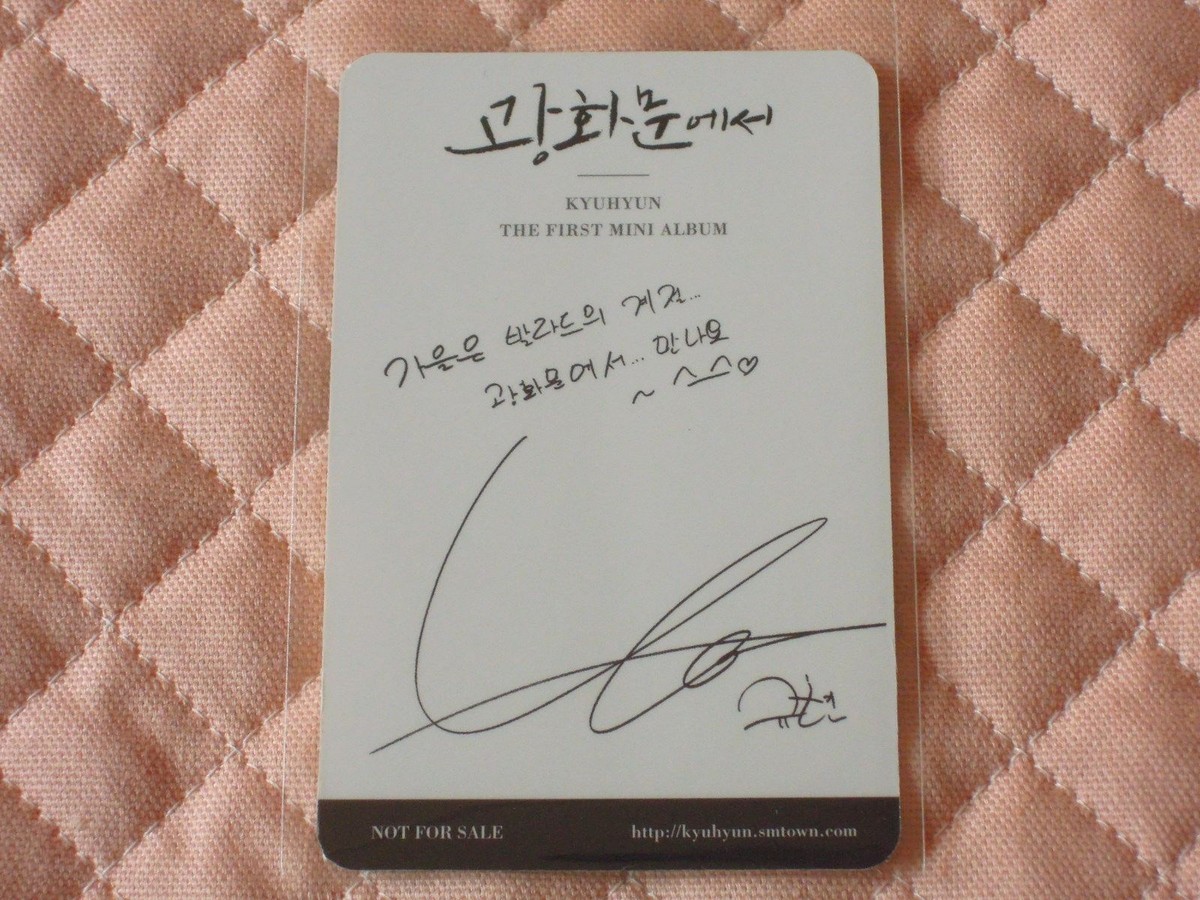 광화문에서
KYUHYUN
THE FIRST MINI ALBUM
가을은 발라드의 계절...
광화문에서... 만나요
~ ㅅㅅ♡
규현
NOT FOR SALE
http://kyuhyun.smtown.com